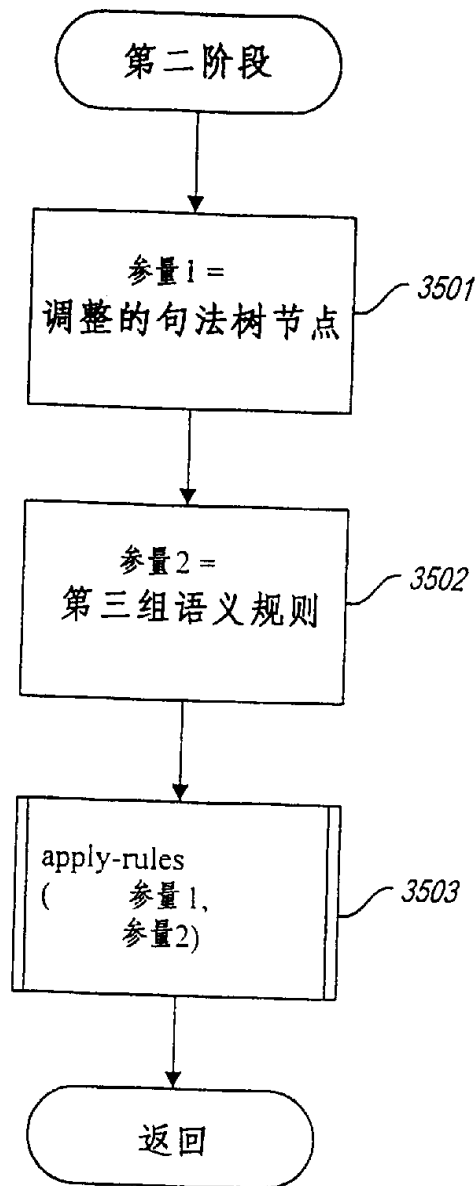 第二阶段
参量1 =
调整的句法树节点
3501
参量2 =
第三组语义规则
3502
apply-rules
( 参量1,
参量2)
3503
返回